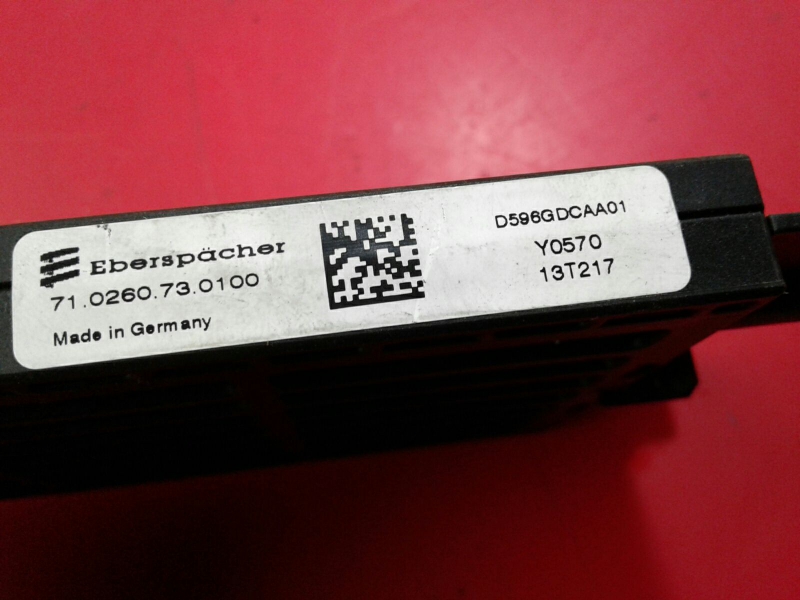 Eberspächer
71.0260.73.0100
Made in Germany
D596GDCAA01
Y0570
13T217